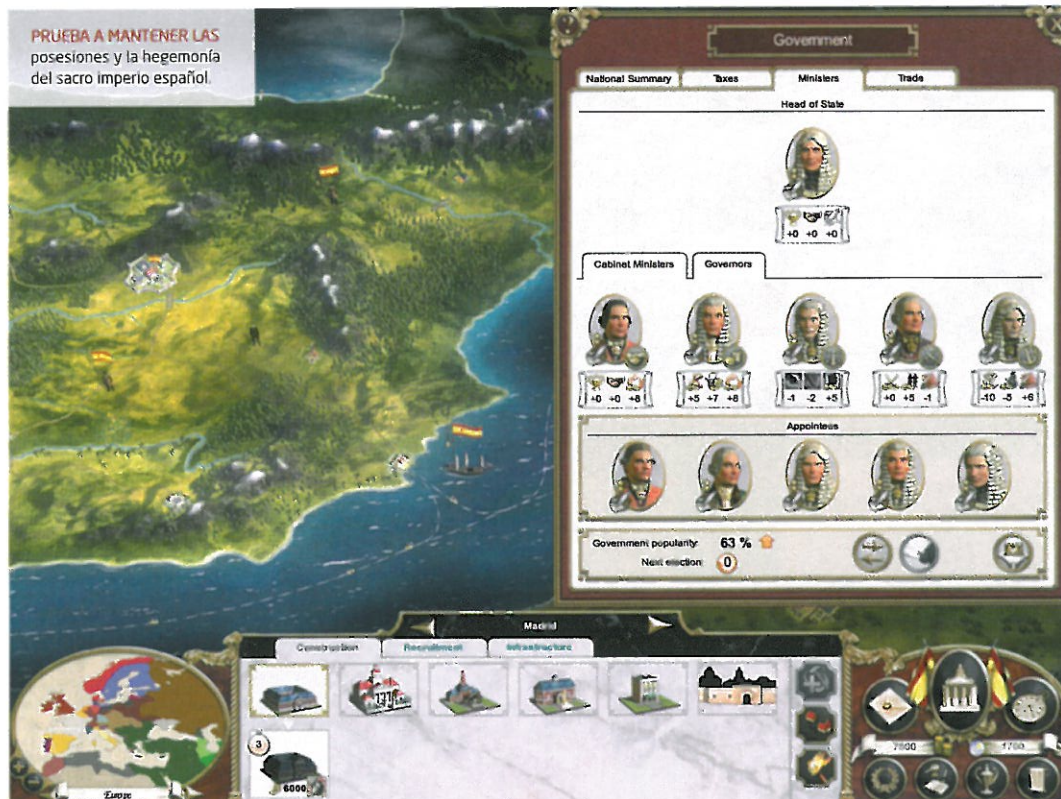 PRUEBA A MANTENER LAS
posesiones y la hegemonía
del sacro imperio español.
Government
National Summary Taxes Ministers Trade
Head of State
+0 +0 +0
Cabinet Ministers Governors
+0 +0 +8 +5 +7 +8 -1 -2 +5 +0 +5 -1 -10 -5 +6
Appointees
Government popularity: 63 %
Next election: 0
Madrid
Construction Recruitment Infrastructure
3
6000
7800 1700
Europe